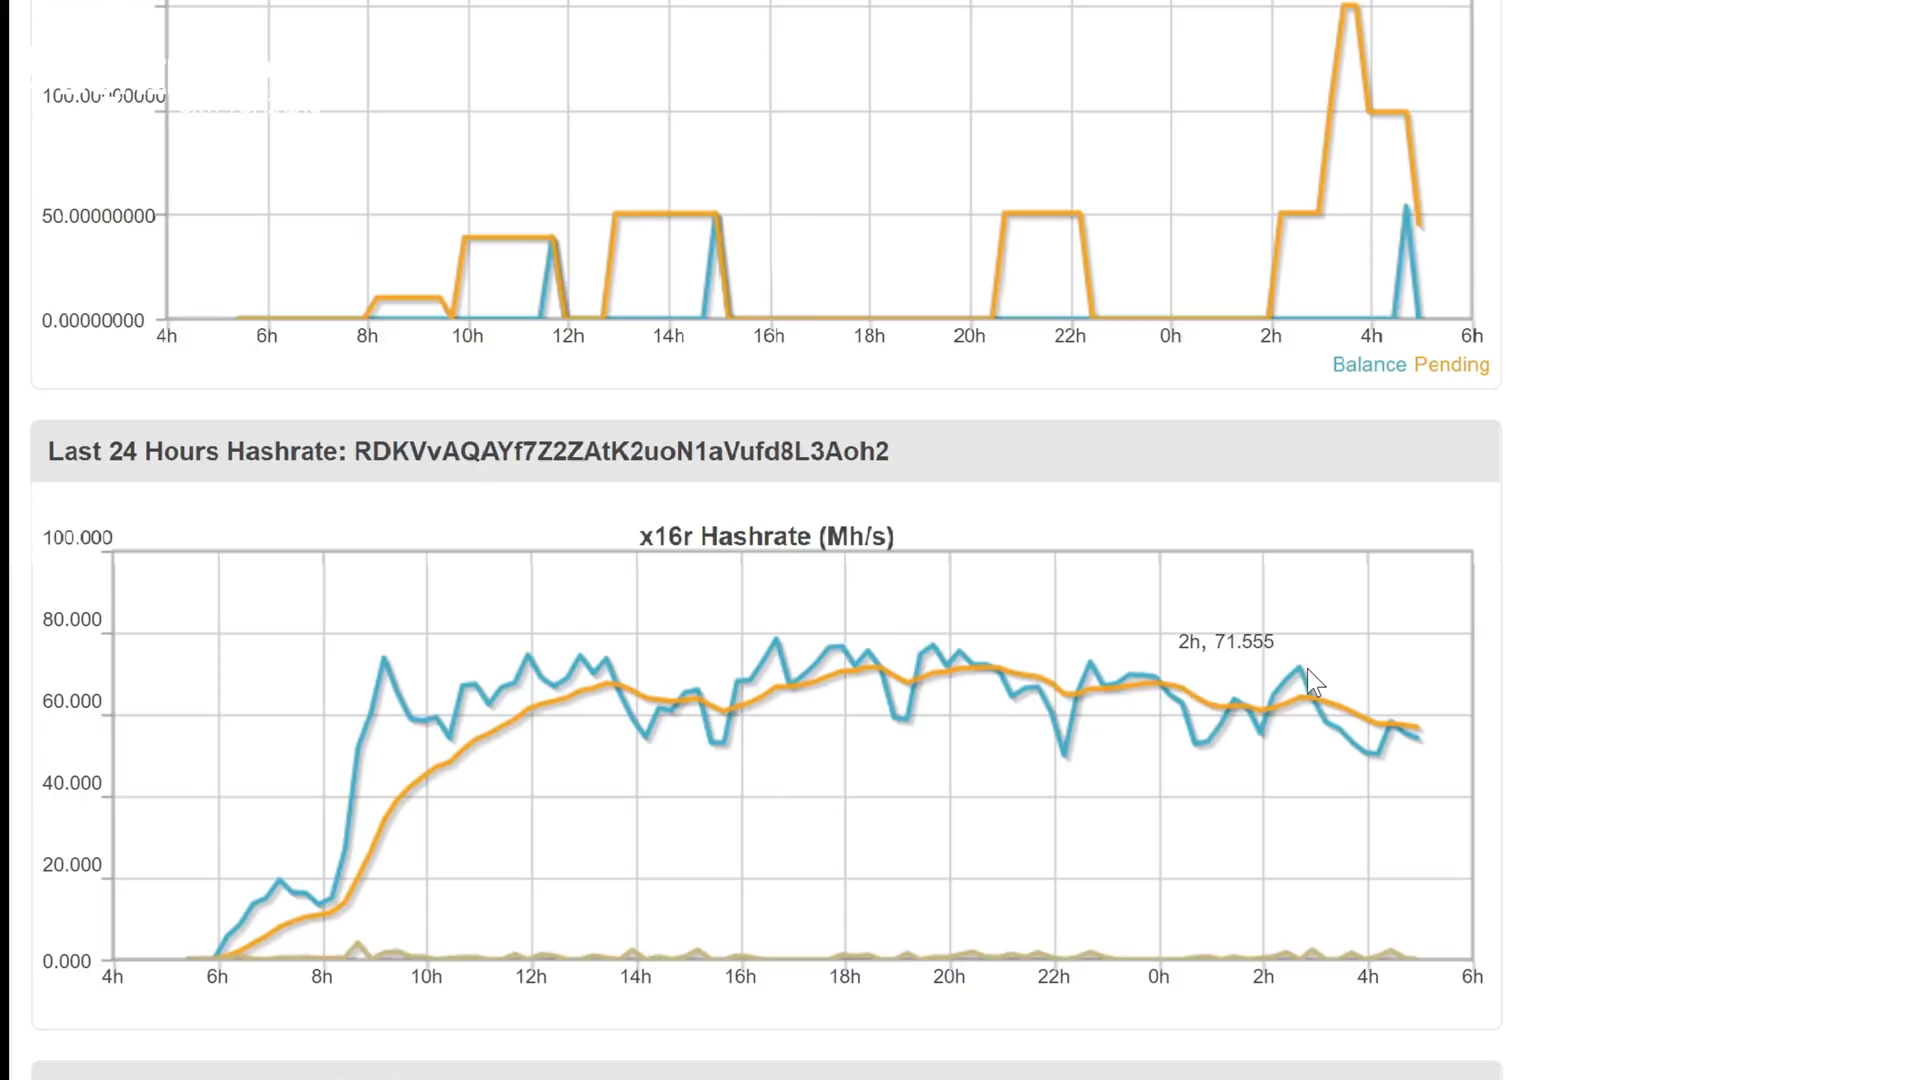 50.00000000
0.00000000
4h 6h 8h 10h 12h 14h 16h 18h 20h 22h 0h 2h 4h 6h
Balance Pending
Last 24 Hours Hashrate: RDKVvAQAYf7Z2ZAtK2uoN1aVufd8L3Aoh2
x16r Hashrate (Mh/s)
100.000
80.000
2h, 71.555
60.000
40.000
20.000
0.000
4h 6h 8h 10h 12h 14h 16h 18h 20h 22h 0h 2h 4h 6h